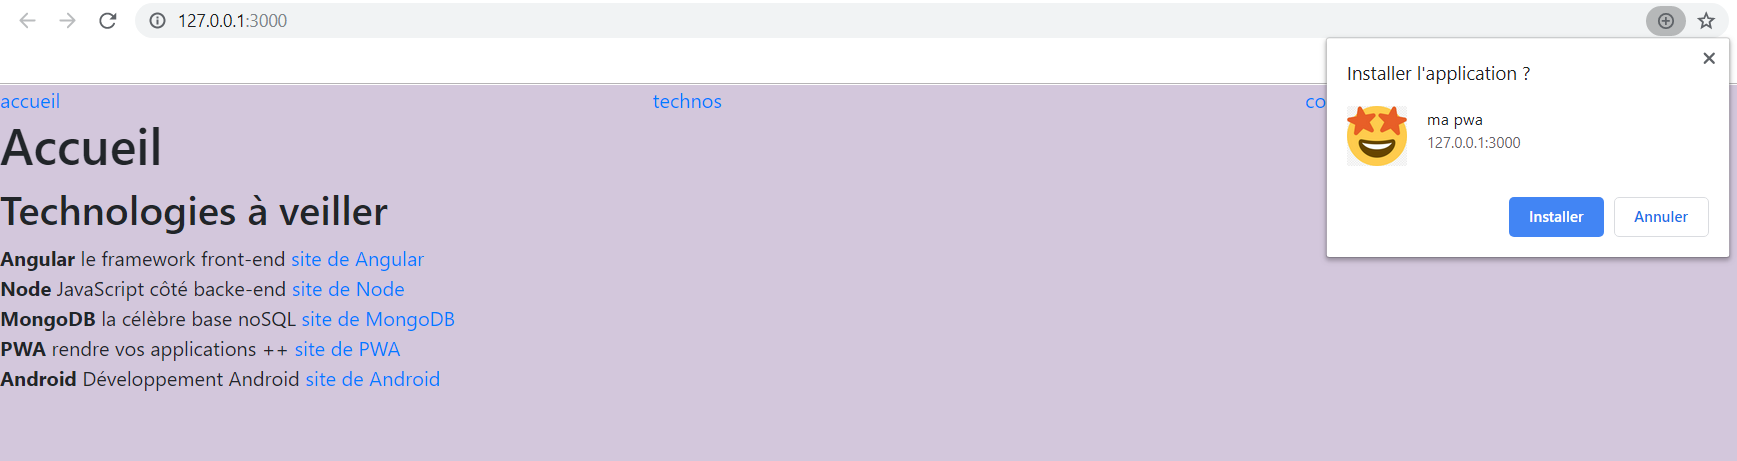 127.0.0.1:3000
Installer l'application ?
ma pwa
127.0.0.1:3000
Installer Annuler
accueil technos co
Accueil
Technologies à veiller
Angular le framework front-end site de Angular
Node JavaScript côté backe-end site de Node
MongoDB la célèbre base noSQL site de MongoDB
PWA rendre vos applications ++ site de PWA
Android Développement Android site de Android